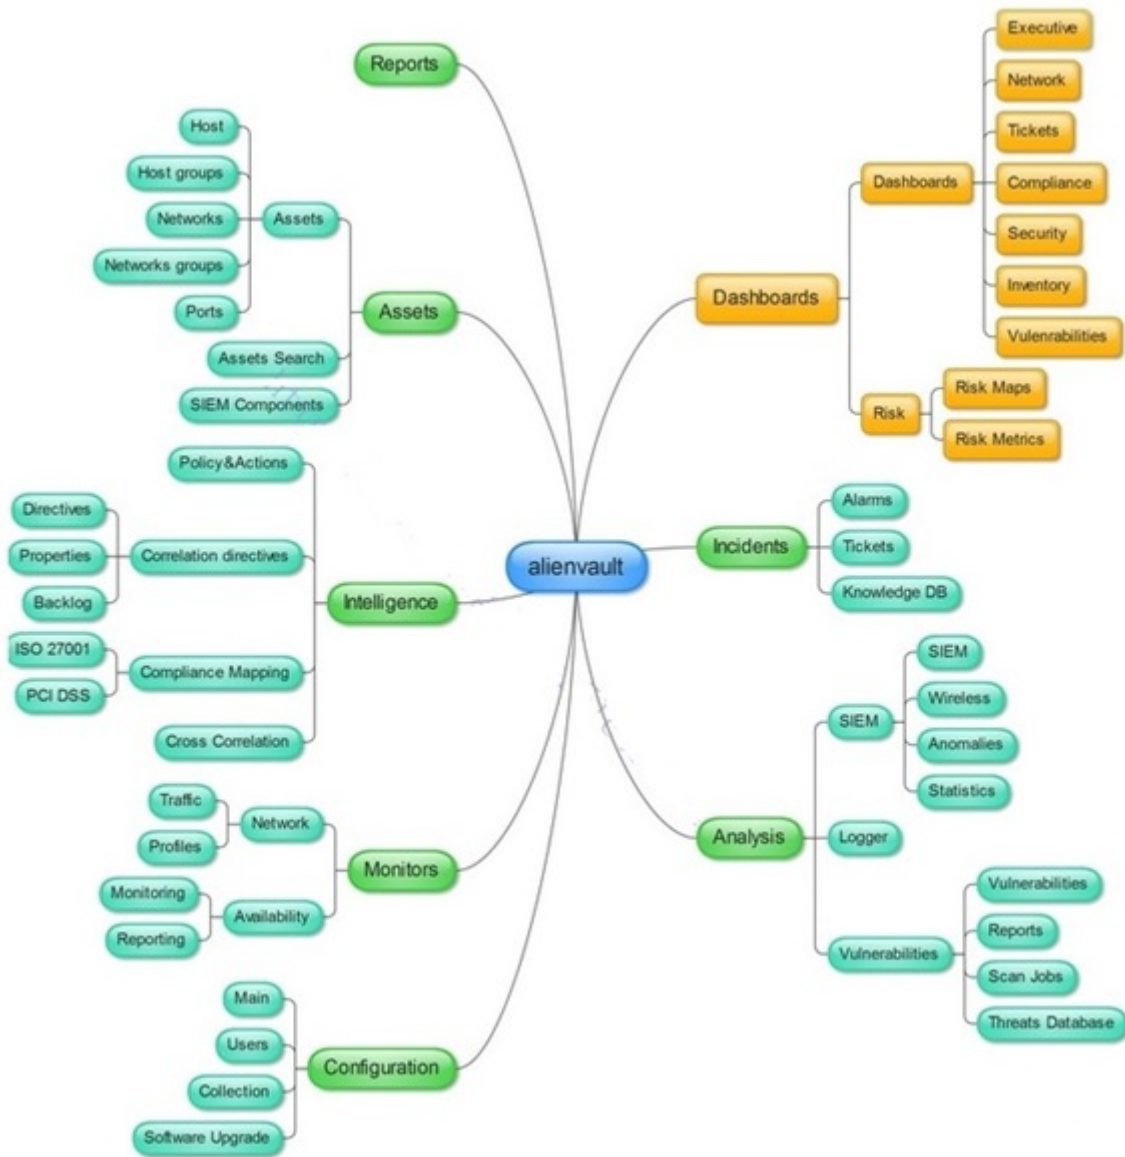 Reports
Host
Host groups
Networks
Networks groups
Ports
Assets
Assets Search
SIEM Components
Assets
Policy&Actions
Directives
Properties
Backlog
Correlation directives
ISO 27001
PCI DSS
Compliance Mapping
Cross Correlation
Intelligence
Traffic
Profiles
Network
Monitoring
Reporting
Availability
Monitors
Main
Users
Collection
Software Upgrade
Configuration
alienvault
Dashboards
Dashboards
Executive
Network
Tickets
Compliance
Security
Inventory
Vulenrabilities
Risk
Risk Maps
Risk Metrics
Incidents
Alarms
Tickets
Knowledge DB
Analysis
SIEM
SIEM
Wireless
Anomalies
Statistics
Logger
Vulnerabilities
Vulnerabilities
Reports
Scan Jobs
Threats Database